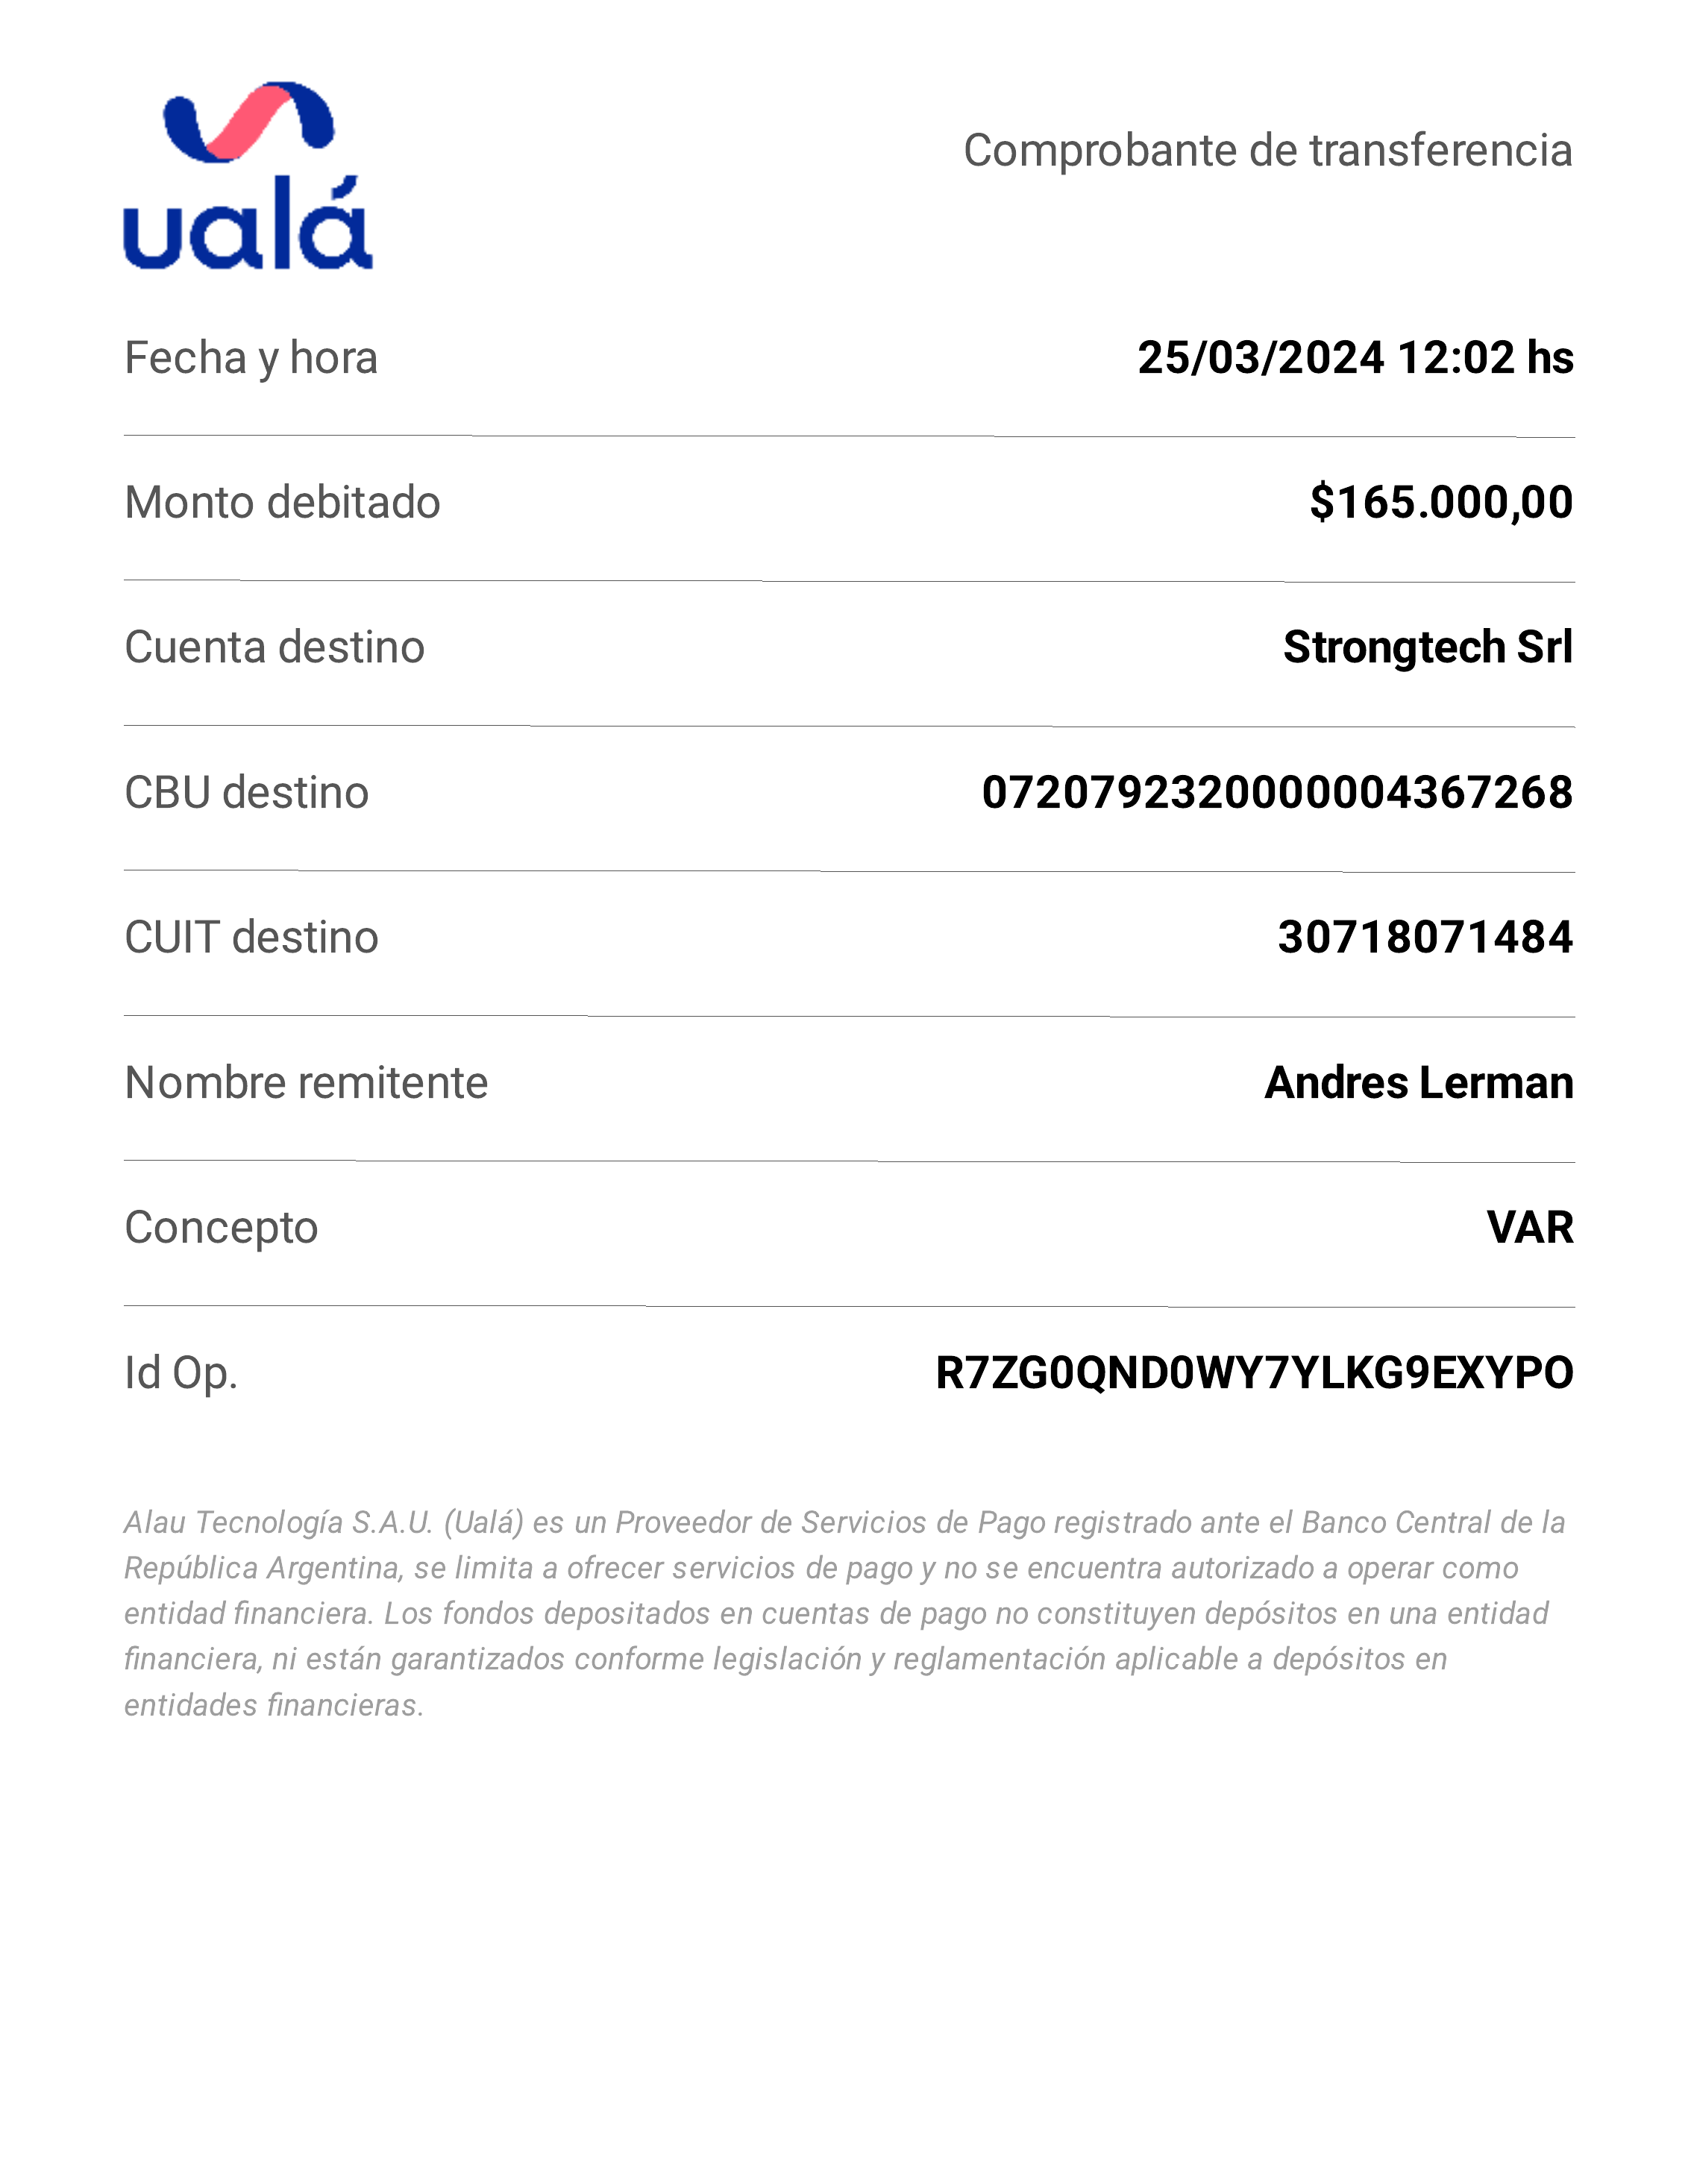 ualá
Comprobante de transferencia
Fecha y hora 25/03/2024 12:02 hs
Monto debitado $165.000,00
Cuenta destino Strongtech Srl
CBU destino 0720792320000004367268
CUIT destino 30718071484
Nombre remitente Andres Lerman
Concepto VAR
Id Op. R7ZG0QND0WY7YLKG9EXYPO
Alau Tecnología S.A.U. (Ualá) es un Proveedor de Servicios de Pago registrado ante el Banco Central de la
República Argentina, se limita a ofrecer servicios de pago y no se encuentra autorizado a operar como
entidad financiera. Los fondos depositados en cuentas de pago no constituyen depósitos en una entidad
financiera, ni están garantizados conforme legislación y reglamentación aplicable a depósitos en
entidades financieras.